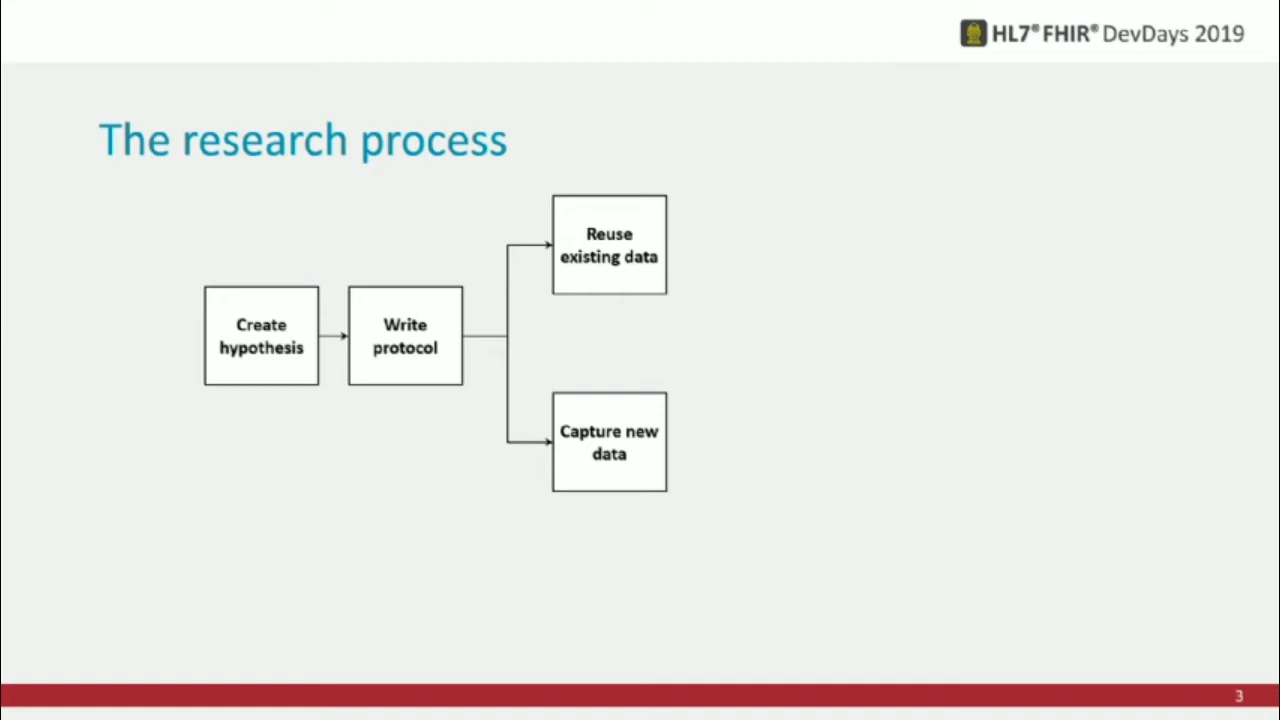 HL7® FHIR® DevDays 2019
The research process
Reuse
existing data
Create
hypothesis
Write
protocol
Capture new
data
3